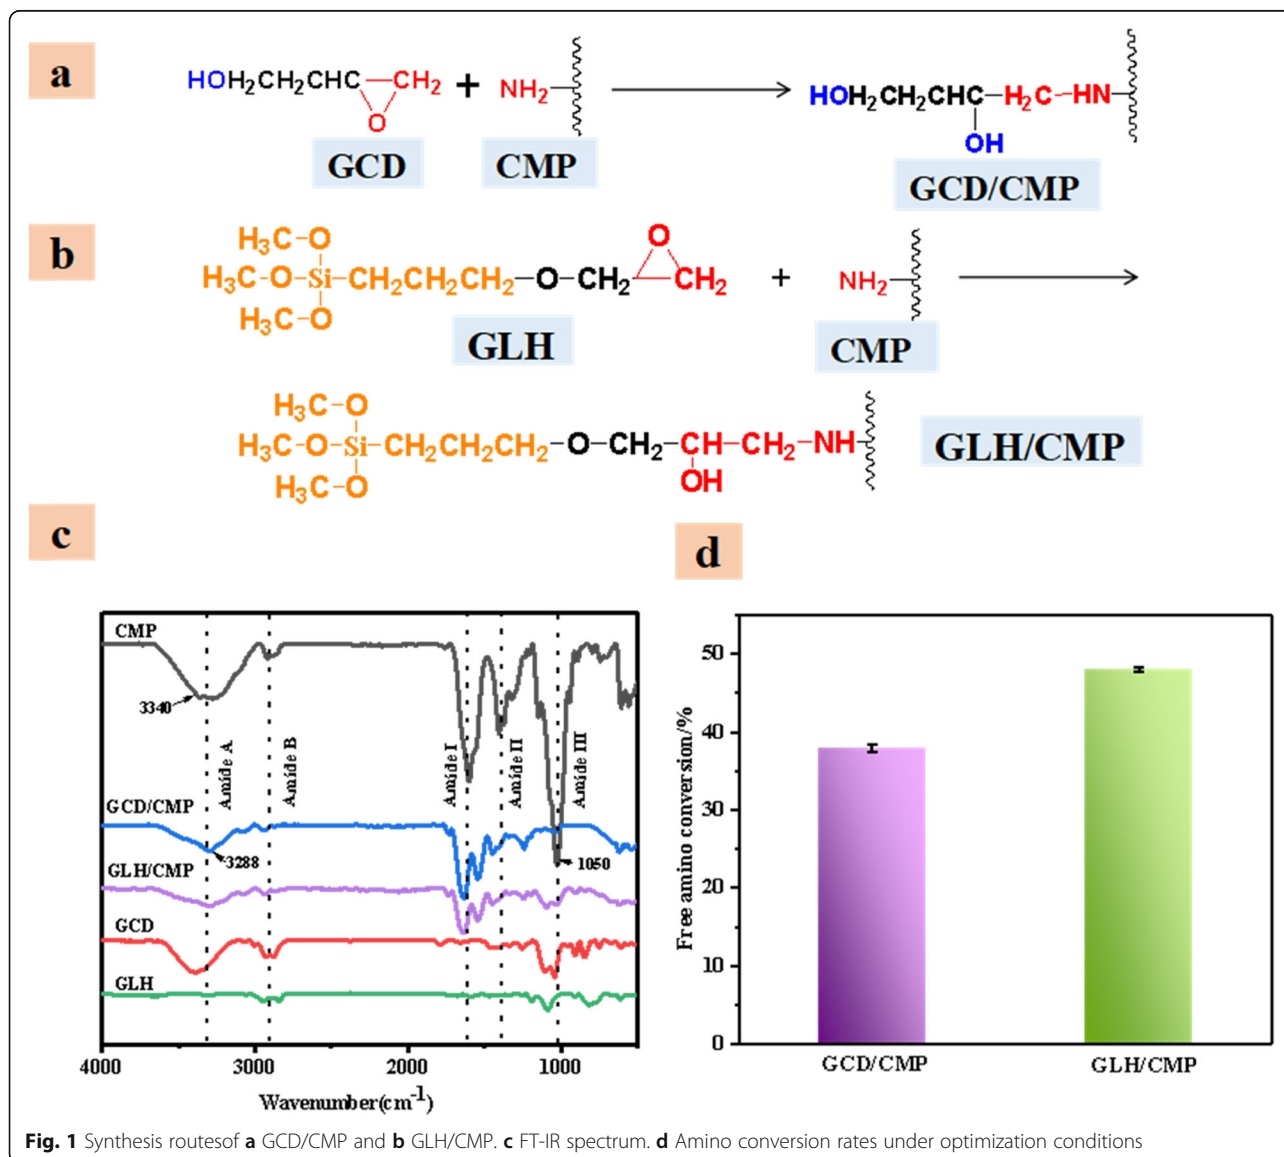 a
HOH₂CH₂CHC CH₂ + NH₂ HOH₂CH₂CHC H₂C HN
O OH
GCD CMP GCD/CMP
b
H₃C-O O
H₃C-O-Si-CH₂CH₂CH₂-O-CH₂ CH₂ + NH₂
H₃C-O
GLH CMP
H₃C-O
H₃C-O-Si-CH₂CH₂CH₂-O-CH₂-CH-CH₂-NH GLH/CMP
H₃C-O OH
c
CMP
3340
Amide A
Amide B
Amide I
Amide II
Amide III
GCD/CMP
3288
1050
GLH/CMP
GCD
GLH
4000 3000 2000 1000
Wavenumber(cm⁻¹)
d
Free amino conversion/%
50
40
30
20
10
0
GCD/CMP GLH/CMP
Fig. 1 Synthesis routesof a GCD/CMP and b GLH/CMP. c FT-IR spectrum. d Amino conversion rates under optimization conditions